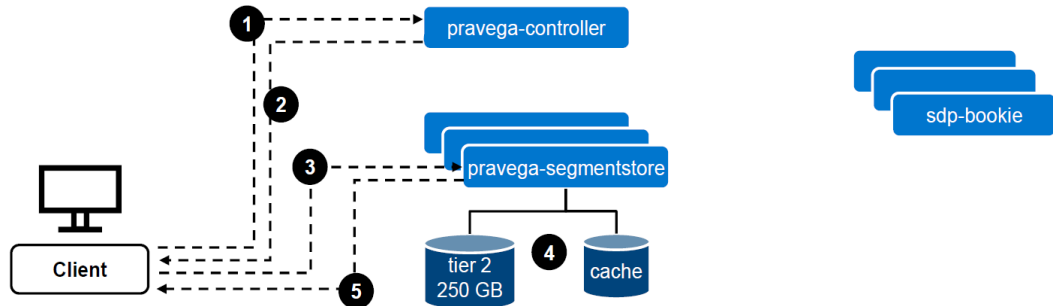 1
pravega-controller
2
sdp-bookie
3
pravega-segmentstore
Client
tier 2
250 GB
4
cache
5